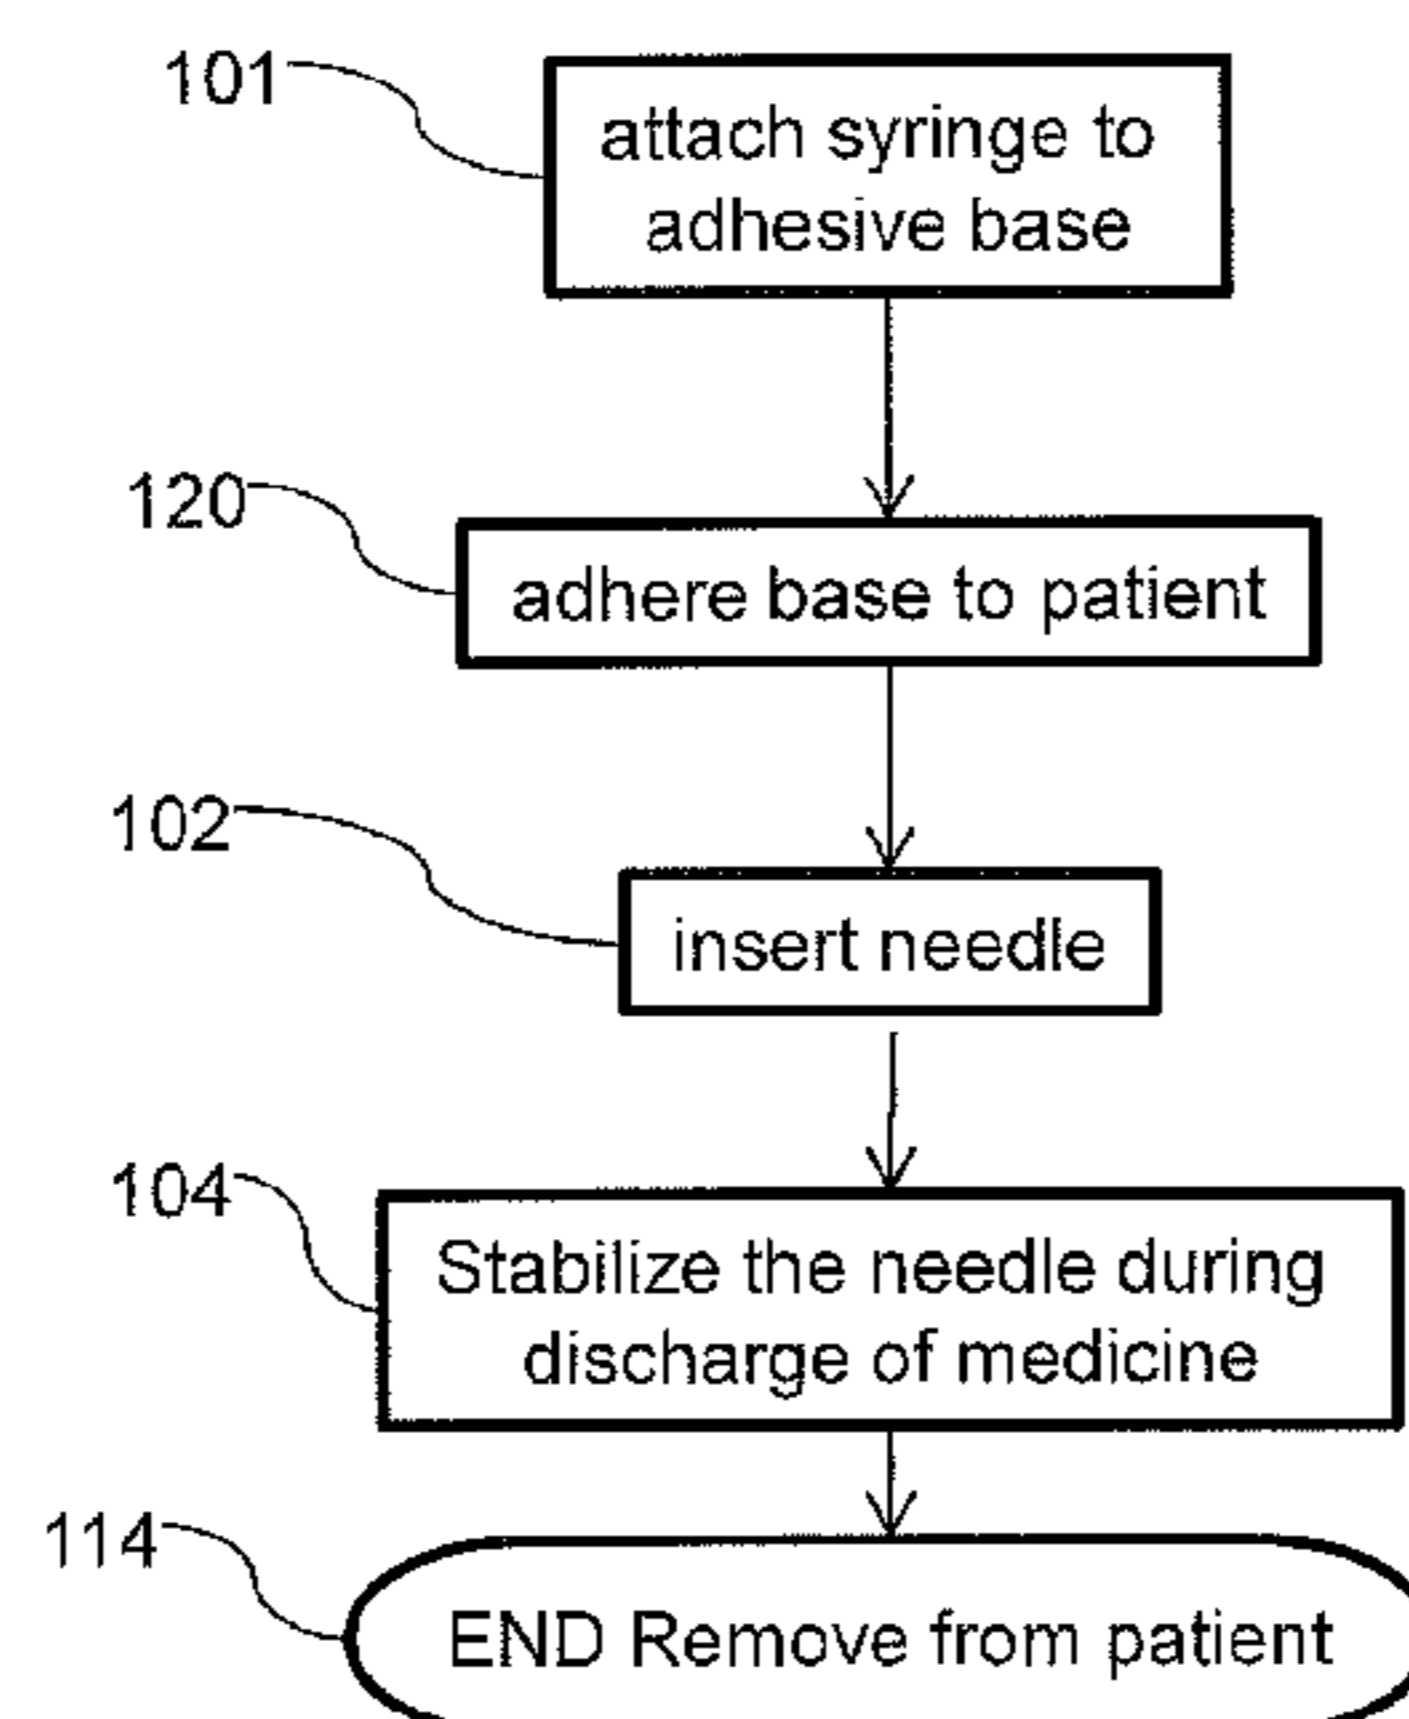 101
attach syringe to
adhesive base
120
adhere base to patient
102
insert needle
104
Stabilize the needle during
discharge of medicine
114
END Remove from patient